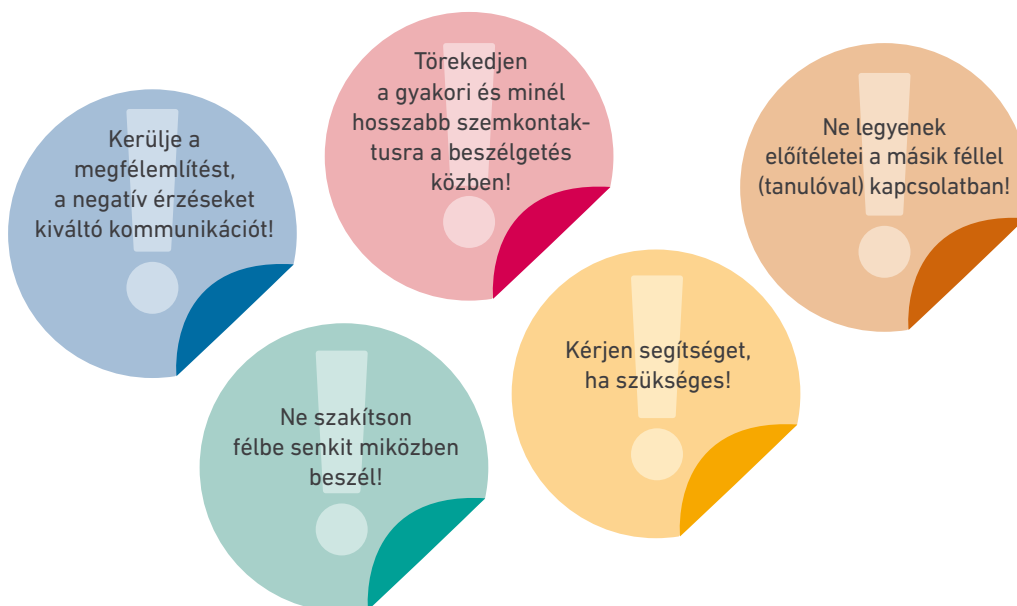 Kerülje a
megfélemlítést,
a negatív érzéseket
kiváltó kommunikációt!
Törekedjen
a gyakori és minél
hosszabb szemkontak-
tusra a beszélgetés
közben!
Ne legyenek
előítéletei a másik féllel
(tanulóval) kapcsolatban!
Ne szakítson
félbe senkit miközben
beszél!
Kérjen segítséget,
ha szükséges!